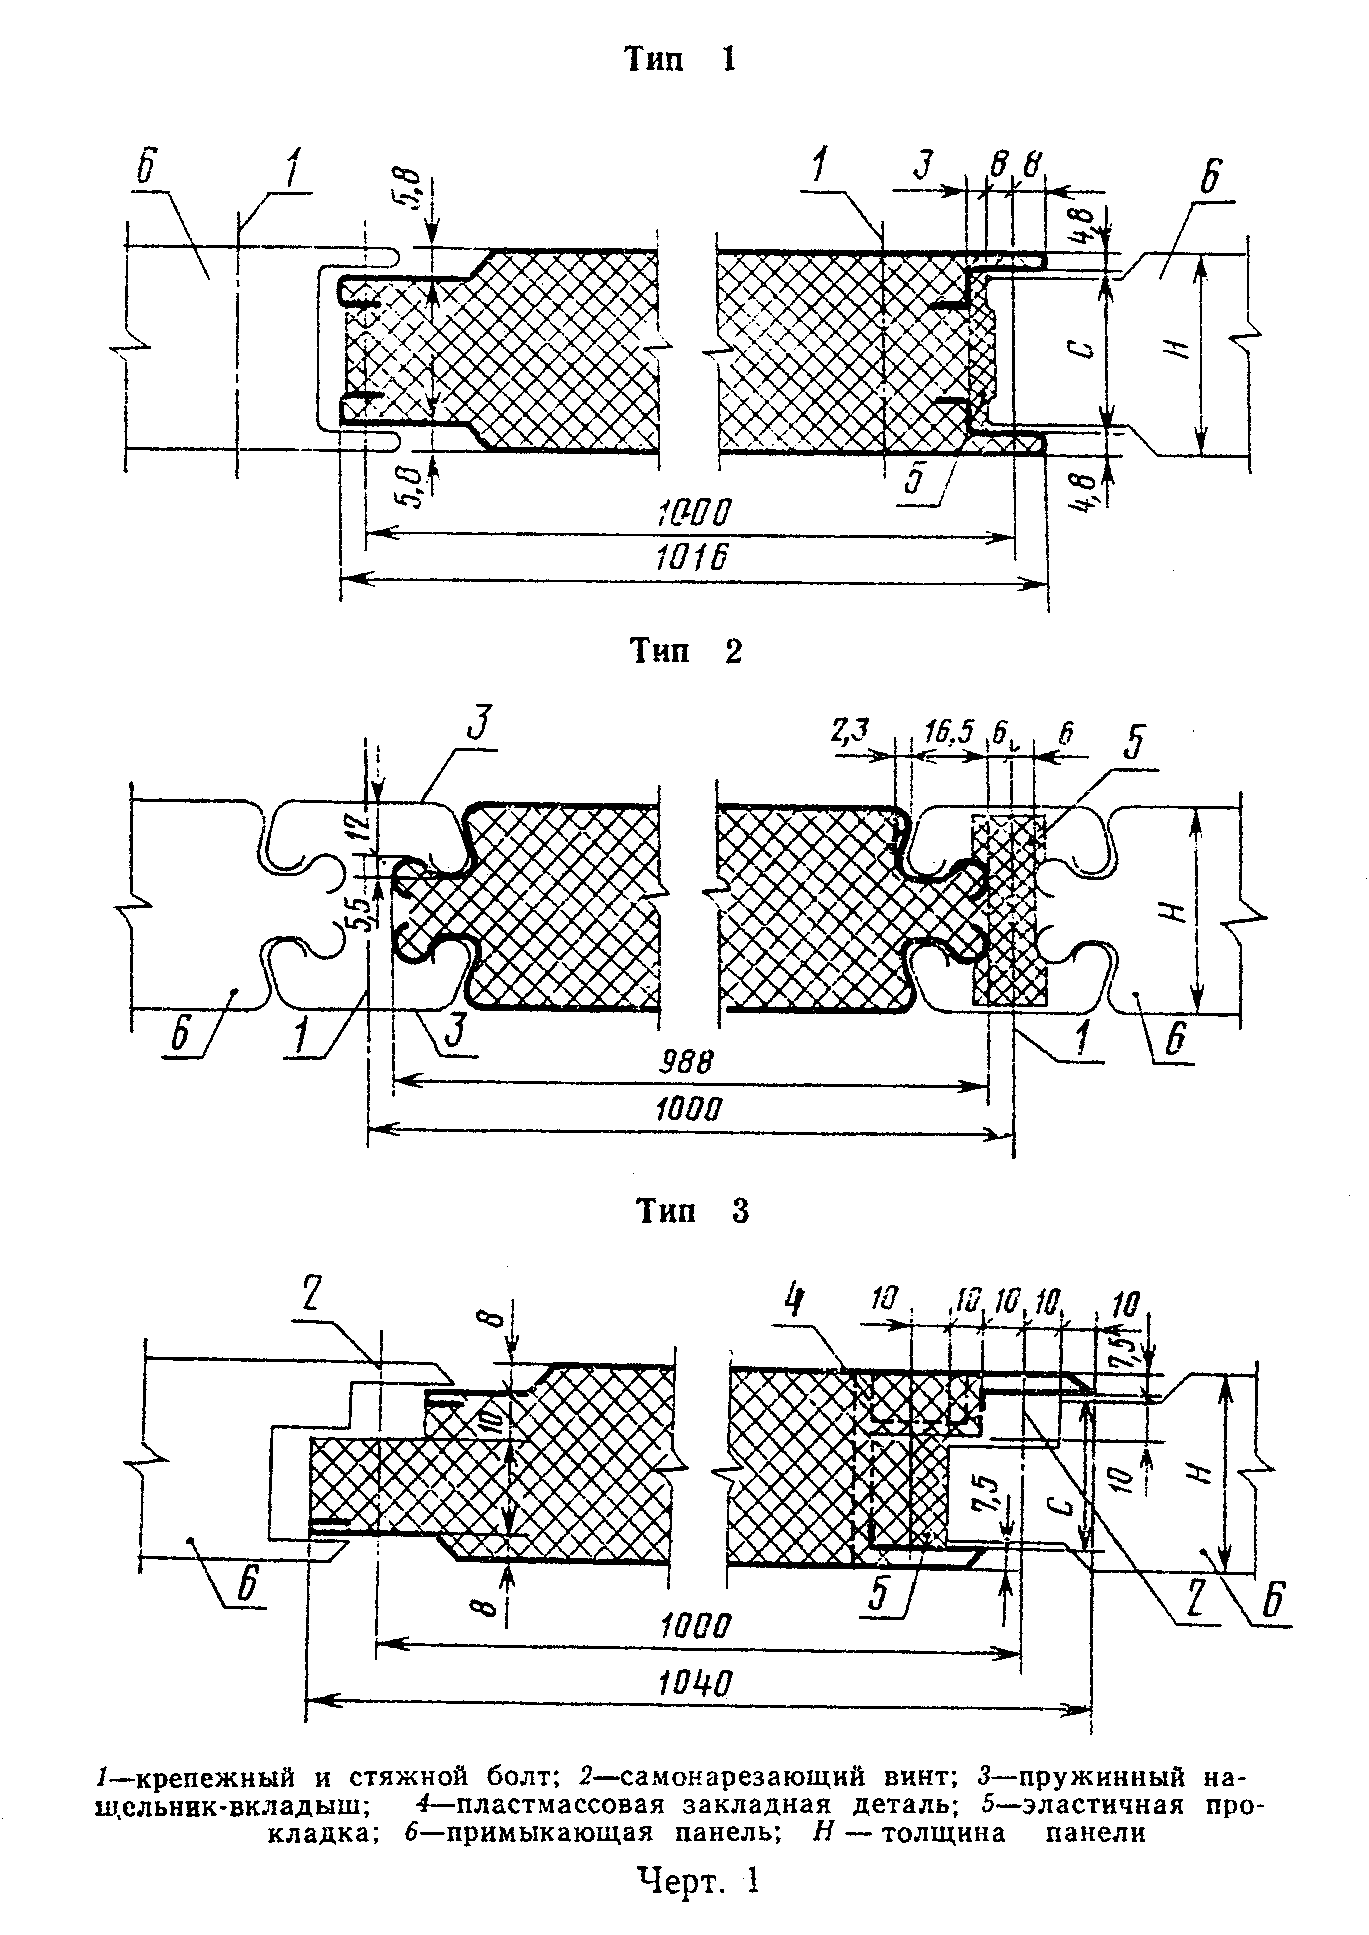 Тип 1
6 1 5,8 1 3 8 8 4,8 6
С Н
5,8 5 4,8
1000
1016
Тип 2
3 2,3 16,5 6 6 5
12
5,5 Н
6 1 3 1 6
988
1000
Тип 3
2 8 4 10 10 10 10 10
7,5
10 7,5 С 10 Н
6 8 5 2 6
1000
1040
1—крепежный и стяжной болт; 2—самонарезающий винт; 3—пружинный на-
щельник-вкладыш; 4—пластмассовая закладная деталь; 5—эластичная про-
кладка; 6—примыкающая панель; Н — толщина панели
Черт. 1